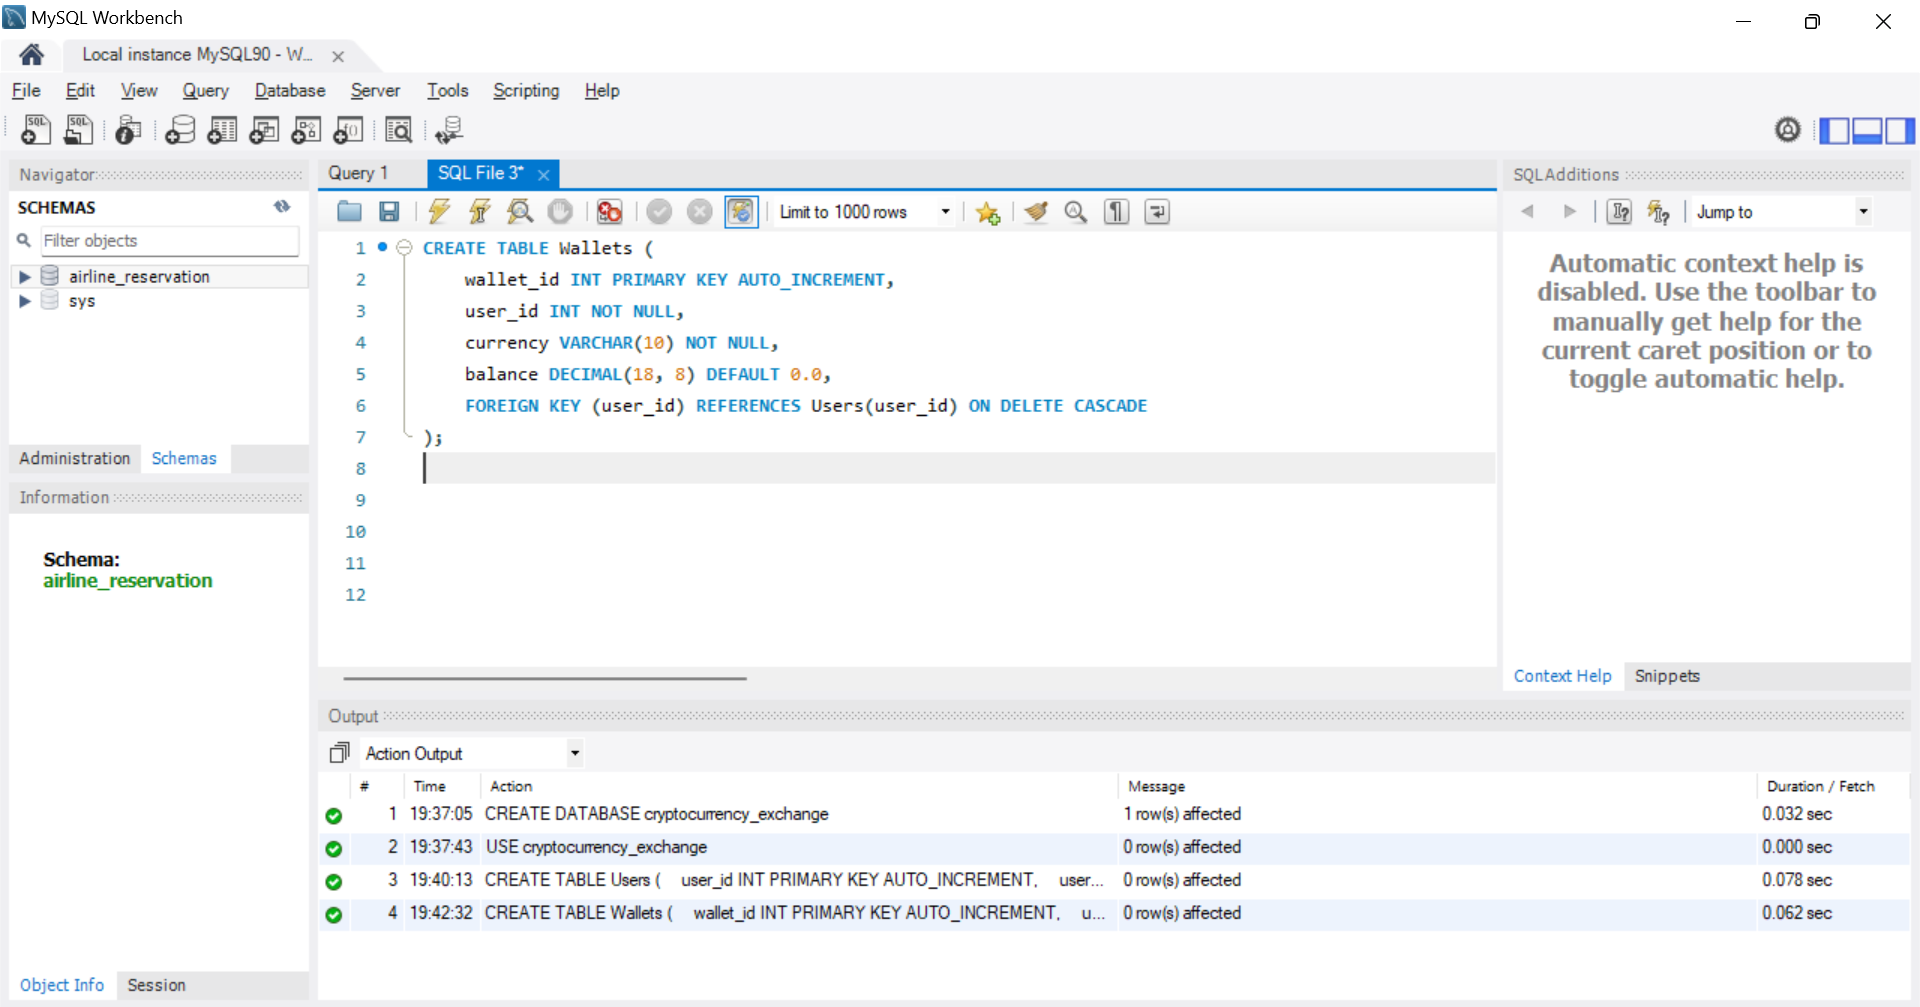 MySQL Workbench
Local instance MySQL90 - W...
File Edit View Query Database Server Tools Scripting Help
Navigator
SCHEMAS
Filter objects
airline_reservation
sys
Administration Schemas
Information
Schema:
airline_reservation
Object Info Session
Query 1 SQL File 3*
Limit to 1000 rows
1 CREATE TABLE Wallets (
2 wallet_id INT PRIMARY KEY AUTO_INCREMENT,
3 user_id INT NOT NULL,
4 currency VARCHAR(10) NOT NULL,
5 balance DECIMAL(18, 8) DEFAULT 0.0,
6 FOREIGN KEY (user_id) REFERENCES Users(user_id) ON DELETE CASCADE
7 );
8
9
10
11
12
SQLAdditions
Jump to
Automatic context help is
disabled. Use the toolbar to
manually get help for the
current caret position or to
toggle automatic help.
Context Help Snippets
Output
Action Output
# Time Action Message Duration / Fetch
1 19:37:05 CREATE DATABASE cryptocurrency_exchange 1 row(s) affected 0.032 sec
2 19:37:43 USE cryptocurrency_exchange 0 row(s) affected 0.000 sec
3 19:40:13 CREATE TABLE Users ( user_id INT PRIMARY KEY AUTO_INCREMENT, user... 0 row(s) affected 0.078 sec
4 19:42:32 CREATE TABLE Wallets ( wallet_id INT PRIMARY KEY AUTO_INCREMENT, u... 0 row(s) affected 0.062 sec